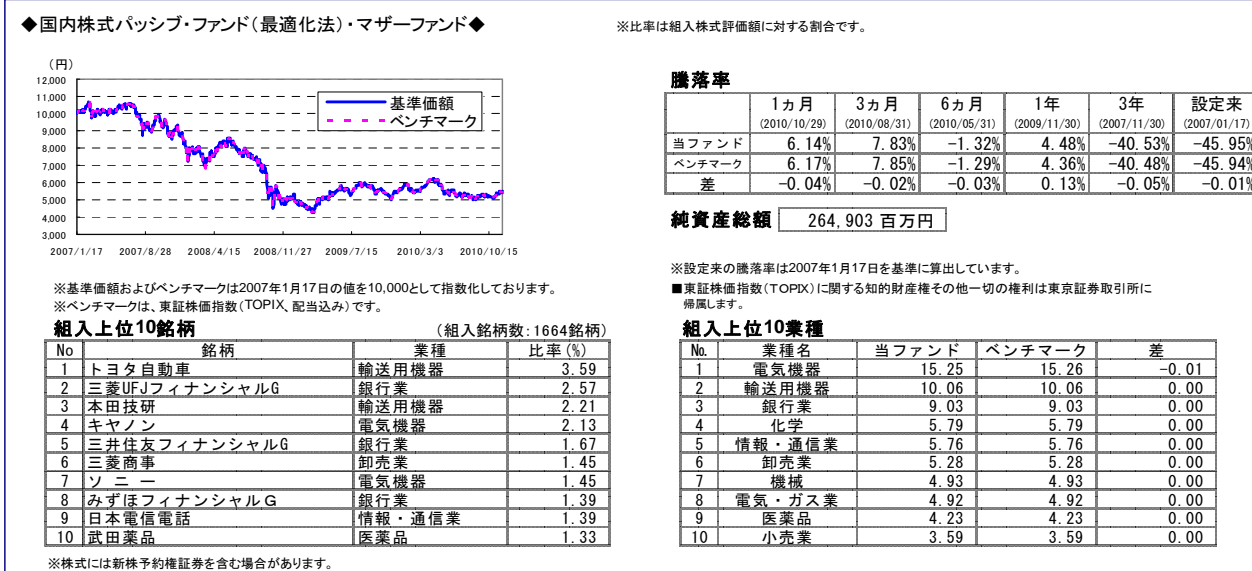 ◆国内株式パッシブ・ファンド(最適化法)・マザーファンド◆
※比率は組入株式評価額に対する割合です。
(円)
12,000
11,000
10,000
9,000
8,000
7,000
6,000
5,000
4,000
3,000
基準価額
ベンチマーク
2007/1/17 2007/8/28 2008/4/15 2008/11/27 2009/7/15 2010/3/3 2010/10/15
騰落率
1ヵ月 3ヵ月 6ヵ月 1年 3年 設定来
(2010/10/29) (2010/08/31) (2010/05/31) (2009/11/30) (2007/11/30) (2007/01/17)
当ファンド 6.14% 7.83% -1.32% 4.48% -40.53% -45.95%
ベンチマーク 6.17% 7.85% -1.29% 4.36% -40.48% -45.94%
差 -0.04% -0.02% -0.03% 0.13% -0.05% -0.01%
純資産総額 264,903 百万円
※基準価額およびベンチマークは2007年1月17日の値を10,000として指数化しております。
※ベンチマークは、東証株価指数(TOPIX、配当込み)です。
※設定来の騰落率は2007年1月17日を基準に算出しています。
■東証株価指数(TOPIX)に関する知的財産権その他一切の権利は東京証券取引所に
帰属します。
組入上位10銘柄 (組入銘柄数:1664銘柄)
No 銘柄 業種 比率(%)
1 トヨタ自動車 輸送用機器 3.59
2 三菱UFJフィナンシャルG 銀行業 2.57
3 本田技研 輸送用機器 2.21
4 キヤノン 電気機器 2.13
5 三井住友フィナンシャルG 銀行業 1.67
6 三菱商事 卸売業 1.45
7 ソニー 電気機器 1.45
8 みずほフィナンシャルG 銀行業 1.39
9 日本電信電話 情報・通信業 1.39
10 武田薬品 医薬品 1.33
※株式には新株予約権証券を含む場合があります。
組入上位10業種
No. 業種名 当ファンド ベンチマーク 差
1 電気機器 15.25 15.26 -0.01
2 輸送用機器 10.06 10.06 0.00
3 銀行業 9.03 9.03 0.00
4 化学 5.79 5.79 0.00
5 情報・通信業 5.76 5.76 0.00
6 卸売業 5.28 5.28 0.00
7 機械 4.93 4.93 0.00
8 電気・ガス業 4.92 4.92 0.00
9 医薬品 4.23 4.23 0.00
10 小売業 3.59 3.59 0.00